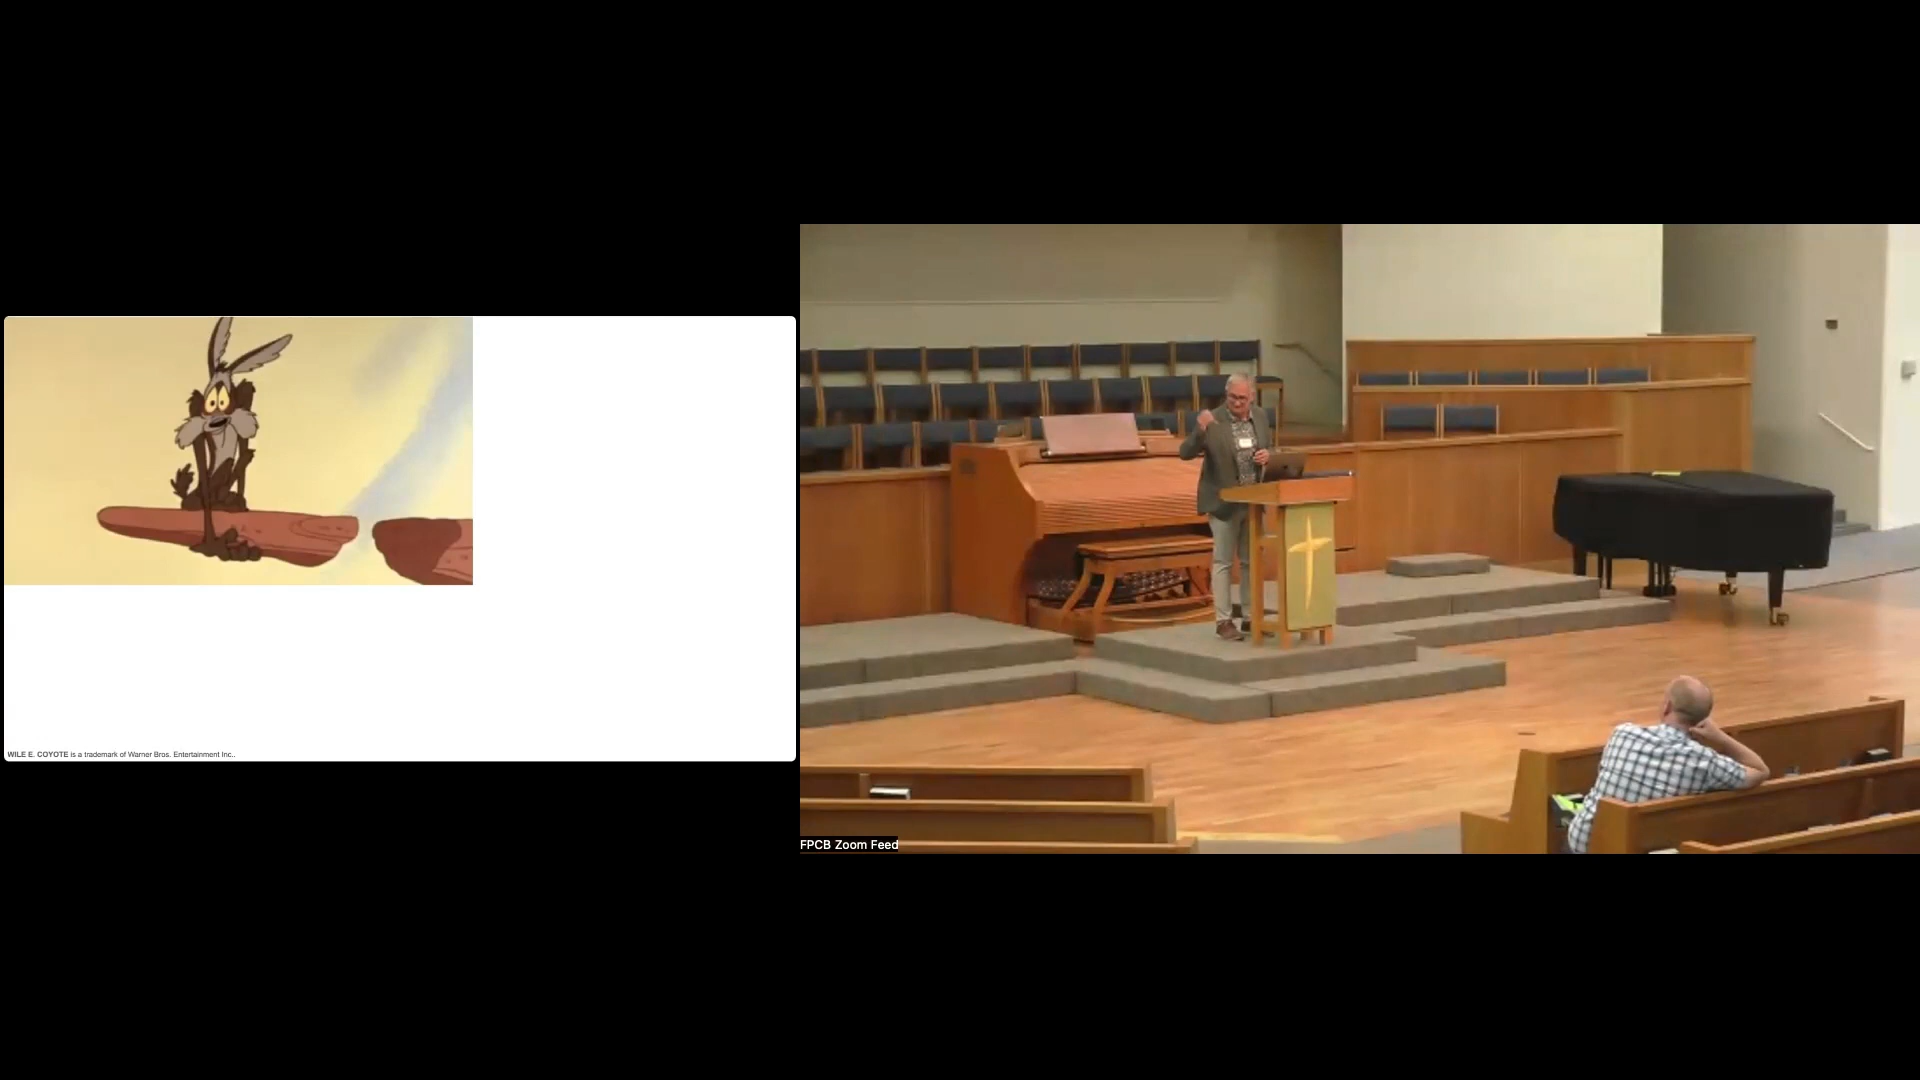 WILE E. COYOTE is a trademark of Warner Bros. Entertainment Inc..
FPCB Zoom Feed